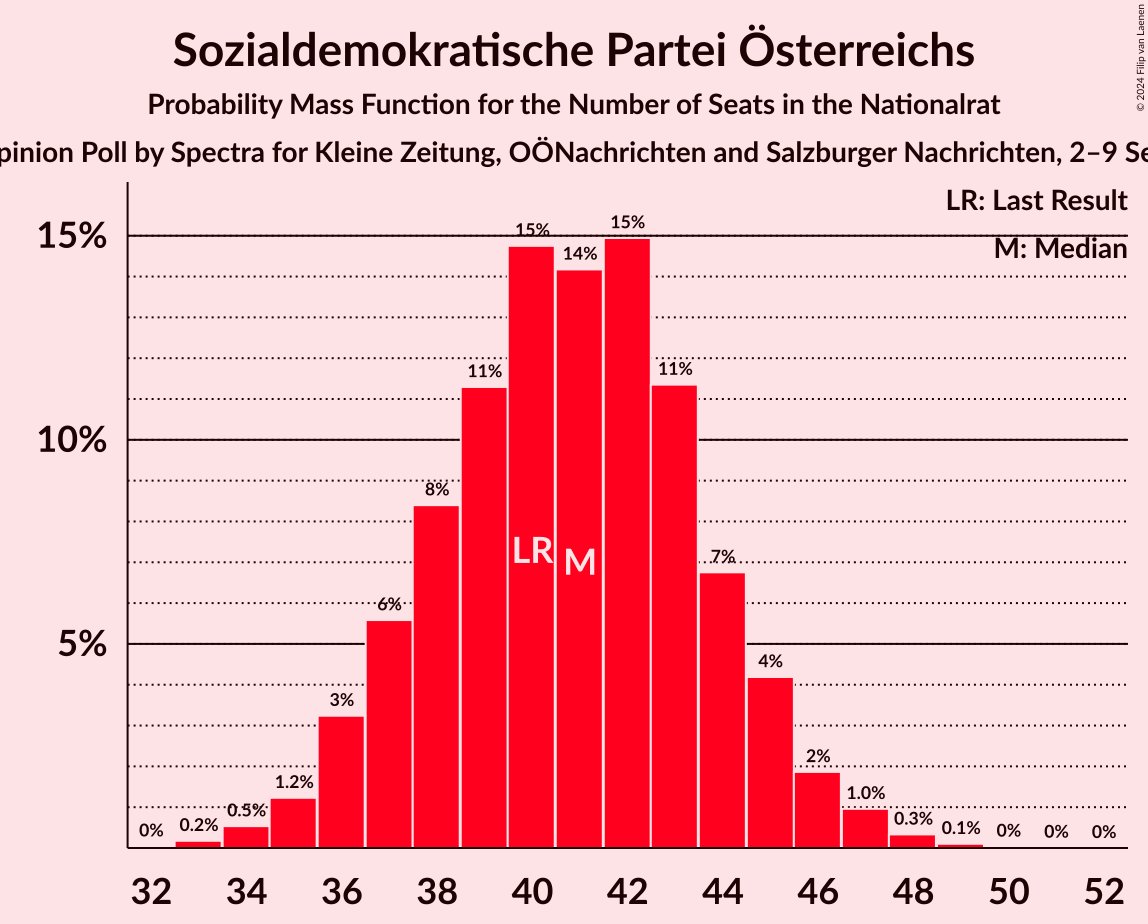 Sozialdemokratische Partei Österreichs
Probability Mass Function for the Number of Seats in the Nationalrat
Opinion Poll by Spectra for Kleine Zeitung, OÖNachrichten and Salzburger Nachrichten, 2–9 Se
© 2024 Filip van Laenen
LR: Last Result
M: Median
15%
10%
5%
0%
0.2%
0.5%
1.2%
3%
6%
8%
11%
15%
14%
15%
11%
7%
4%
2%
1.0%
0.3%
0.1%
0%
0%
0%
LR
M
32 34 36 38 40 42 44 46 48 50 52